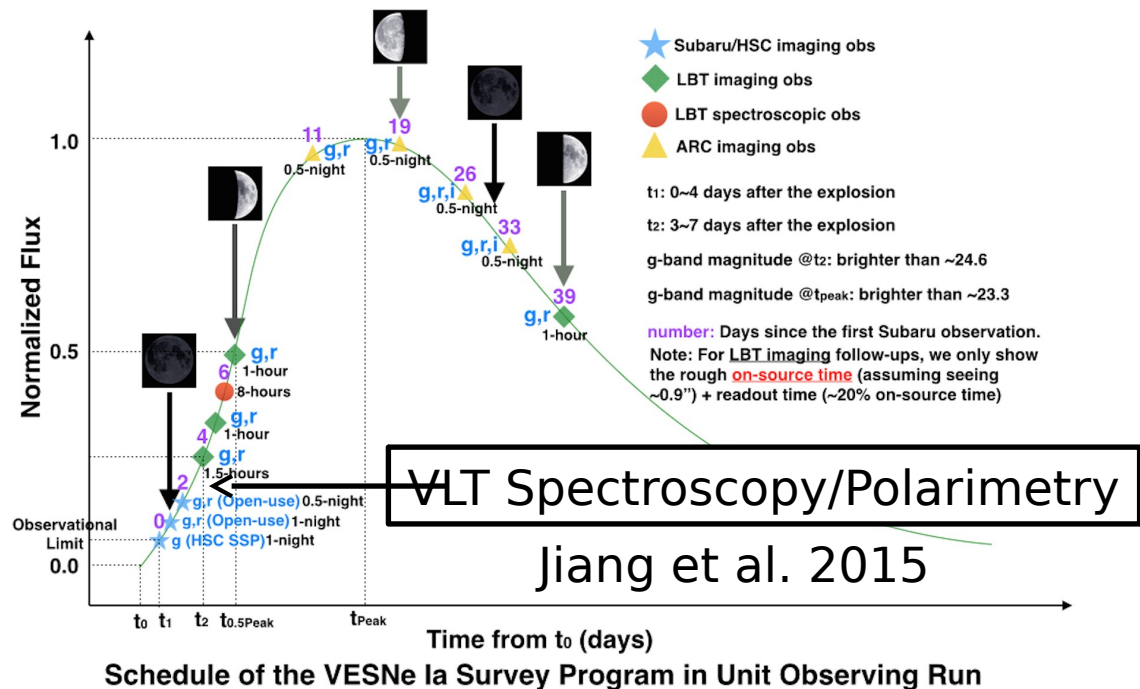 Subaru/HSC imaging obs
LBT imaging obs
LBT spectroscopic obs
ARC imaging obs
t1: 0~4 days after the explosion
t2: 3~7 days after the explosion
g-band magnitude @t2: brighter than ~24.6
g-band magnitude @tpeak: brighter than ~23.3
number: Days since the first Subaru observation.
Note: For LBT imaging follow-ups, we only show
the rough on-source time (assuming seeing
~0.9”) + readout time (~20% on-source time)
Normalized Flux
1.0
0.5
Observational
Limit
0.0
11
g,r
0.5-night
19
g,r
0.5-night
26
g,r,i
0.5-night
33
g,r,i
0.5-night
39
g,r
1-hour
g,r
1-hour
6
8-hours
g,r
1-hour
4
g,r
1.5-hours
2
g,r (Open-use) 0.5-night
0
g,r (Open-use) 1-night
g (HSC SSP) 1-night
VLT Spectroscopy/Polarimetry
Jiang et al. 2015
t0 t1 t2 t0.5Peak tPeak
Time from t0 (days)
Schedule of the VESNe Ia Survey Program in Unit Observing Run